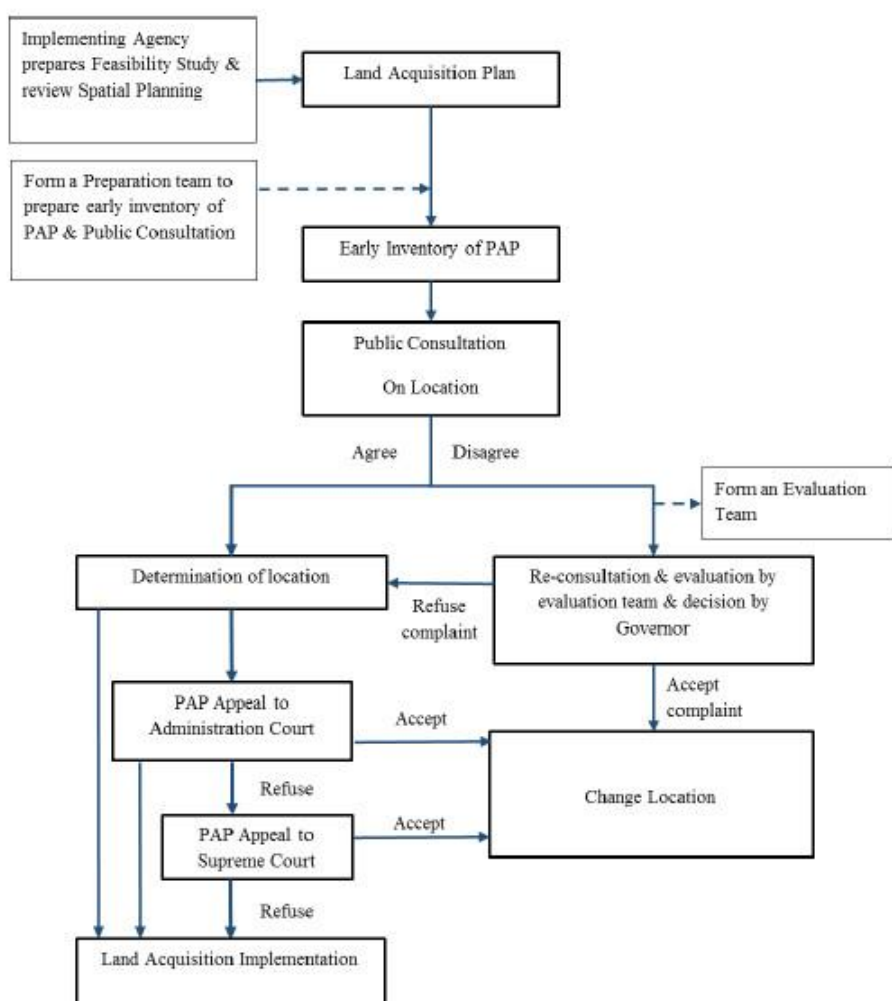 Implementing Agency
prepares Feasibility Study &
review Spatial Planning
Land Acquisition Plan
Form a Preparation team to
prepare early inventory of
PAP & Public Consultation
Early Inventory of PAP
Public Consultation
On Location
Agree
Disagree
Form an Evaluation
Team
Determination of location
Refuse
complaint
Re-consultation & evaluation by
evaluation team & decision by
Governor
Accept
complaint
PAP Appeal to
Administration Court
Accept
Change Location
Refuse
PAP Appeal to
Supreme Court
Accept
Refuse
Land Acquisition Implementation